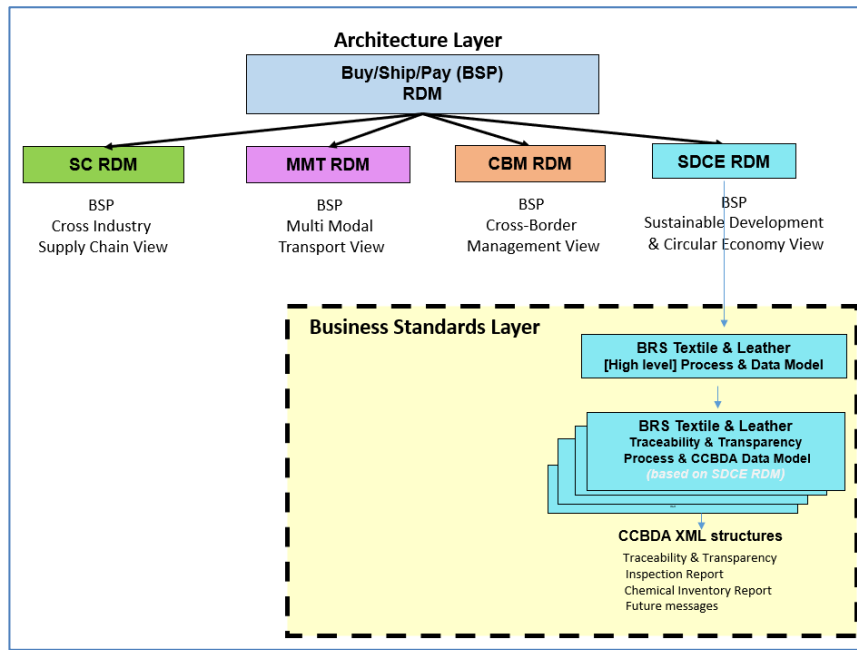 Architecture Layer
Buy/Ship/Pay (BSP)
RDM
SC RDM
MMT RDM
CBM RDM
SDCE RDM
BSP
Cross Industry
Supply Chain View
BSP
Multi Modal
Transport View
BSP
Cross-Border
Management View
BSP
Sustainable Development
& Circular Economy View
Business Standards Layer
BRS Textile & Leather
[High level] Process & Data Model
BRS Textile & Leather
Traceability & Transparency
Process & CCBDA Data Model
(based on SDCE RDM)
CCBDA XML structures
Traceability & Transparency
Inspection Report
Chemical Inventory Report
Future messages